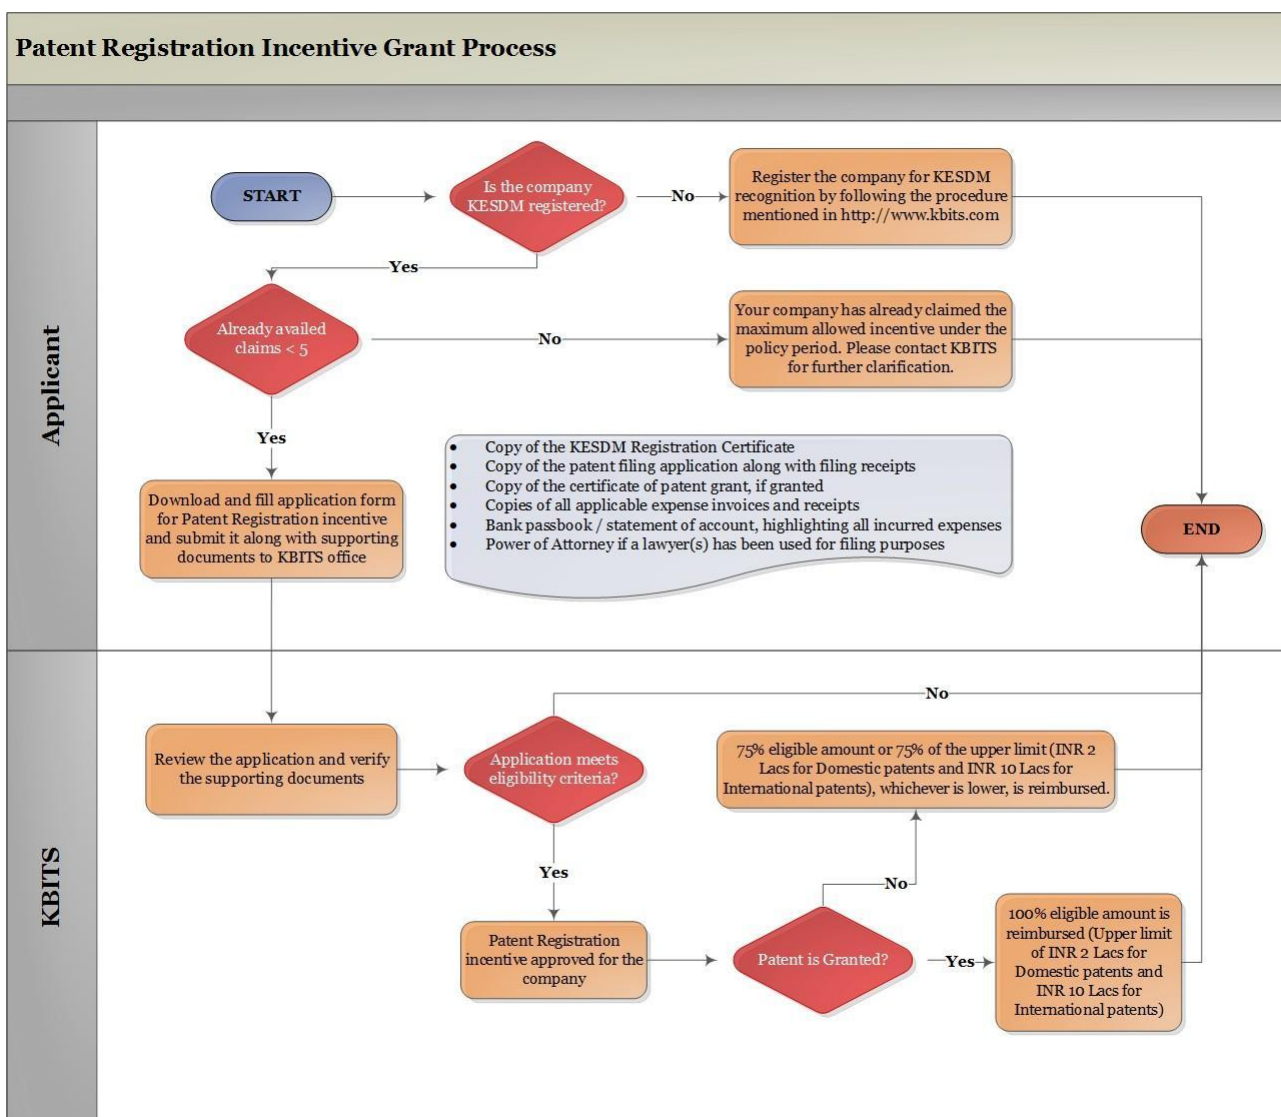 Patent Registration Incentive Grant Process
Applicant
START
Is the company
KESDM registered?
No
Register the company for KESDM
recognition by following the procedure
mentioned in http://www.kbits.com
Yes
Already availed
claims < 5
No
Your company has already claimed the
maximum allowed incentive under the
policy period. Please contact KBITS
for further clarification.
Yes
• Copy of the KESDM Registration Certificate
• Copy of the patent filing application along with filing receipts
• Copy of the certificate of patent grant, if granted
• Copies of all applicable expense invoices and receipts
• Bank passbook / statement of account, highlighting all incurred expenses
• Power of Attorney if a lawyer(s) has been used for filing purposes
Download and fill application form
for Patent Registration incentive
and submit it along with supporting
documents to KBITS office
END
KBITS
No
Review the application and verify
the supporting documents
Application meets
eligibility criteria?
75% eligible amount or 75% of the upper limit (INR 2
Lacs for Domestic patents and INR 10 Lacs for
International patents), whichever is lower, is reimbursed.
Yes
No
Patent Registration
incentive approved for the
company
Patent is Granted?
Yes
100% eligible amount is
reimbursed (Upper limit
of INR 2 Lacs for
Domestic patents and
INR 10 Lacs for
International patents)